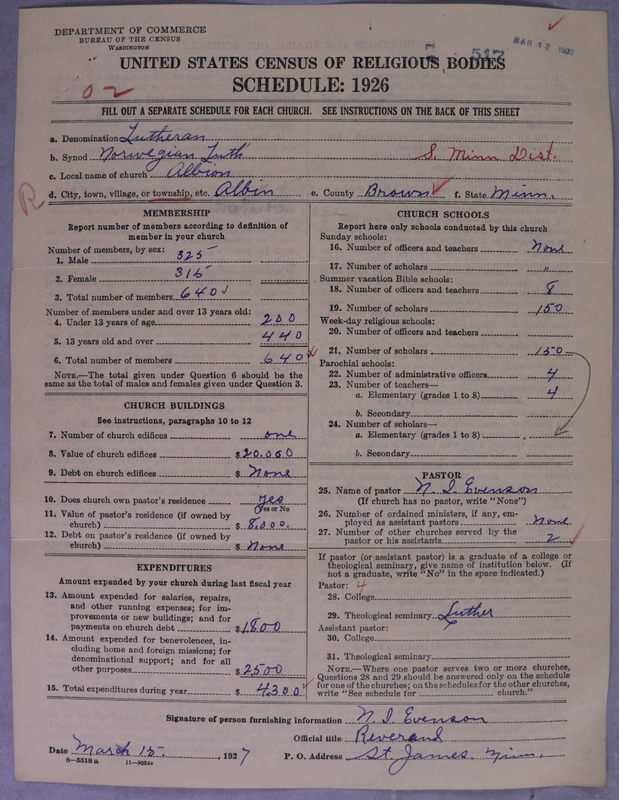 DEPARTMENT OF COMMERCE
BUREAU OF THE CENSUS
WASHINGTON
517
MAR 12 1927
UNITED STATES CENSUS OF RELIGIOUS BODIES
SCHEDULE: 1926
02
FILL OUT A SEPARATE SCHEDULE FOR EACH CHURCH. SEE INSTRUCTIONS ON THE BACK OF THIS SHEET
a. Denomination Lutheran
b. Synod Norwegian Luth S. Minn Dist.
c. Local name of church Albion
d. City, town, village, or township, etc. Albin e. County Brown f. State Minn.
R
MEMBERSHIP
Report number of members according to definition of
member in your church
Number of members, by sex:
1. Male 325
2. Female 315
3. Total number of members 640
Number of members under and over 13 years old:
4. Under 13 years of age 200
5. 13 years old and over 440
6. Total number of members 640
NOTE.—The total given under Question 6 should be the
same as the total of males and females given under Question 3.
CHURCH BUILDINGS
See instructions, paragraphs 10 to 12
7. Number of church edifices one
8. Value of church edifices $20.000
9. Debt on church edifices $ None
10. Does church own pastor's residence yes
Yes or No
11. Value of pastor's residence (if owned by
church) $ 8,000.
12. Debt on pastor's residence (if owned by
church) $ None
EXPENDITURES
Amount expended by your church during last fiscal year
13. Amount expended for salaries, repairs,
and other running expenses; for im-
provements or new buildings; and for
payments on church debt $1800
14. Amount expended for benevolences, in-
cluding home and foreign missions; for
denominational support; and for all
other purposes $2500
15. Total expenditures during year $ 4300
CHURCH SCHOOLS
Report here only schools conducted by this church
Sunday schools:
16. Number of officers and teachers None
17. Number of scholars "
Summer vacation Bible schools:
18. Number of officers and teachers 8
19. Number of scholars 150
Week-day religious schools:
20. Number of officers and teachers
21. Number of scholars 150
Parochial schools:
22. Number of administrative officers 4
23. Number of teachers—
a. Elementary (grades 1 to 8) 4
b. Secondary
24. Number of scholars—
a. Elementary (grades 1 to 8)
b. Secondary
PASTOR
25. Name of pastor N. I. Evenson
(If church has no pastor, write "None")
26. Number of ordained ministers, if any, em-
ployed as assistant pastors None
27. Number of other churches served by the
pastor or his assistants 2
If pastor (or assistant pastor) is a graduate of a college or
theological seminary, give name of institution below. (If
not a graduate, write "No" in the space indicated.)
Pastor: 4
28. College
29. Theological seminary Luther
Assistant pastor:
30. College
31. Theological seminary
NOTE.—Where one pastor serves two or more churches,
Questions 28 and 29 should be answered only on the schedule
for one of the churches; on the schedules for the other churches,
write "See schedule for church."
Signature of person furnishing information N. I. Evenson
Official title Reverand
Date March 15. , 1927 P. O. Address St. James, Minn.
8—5518a 11—9054